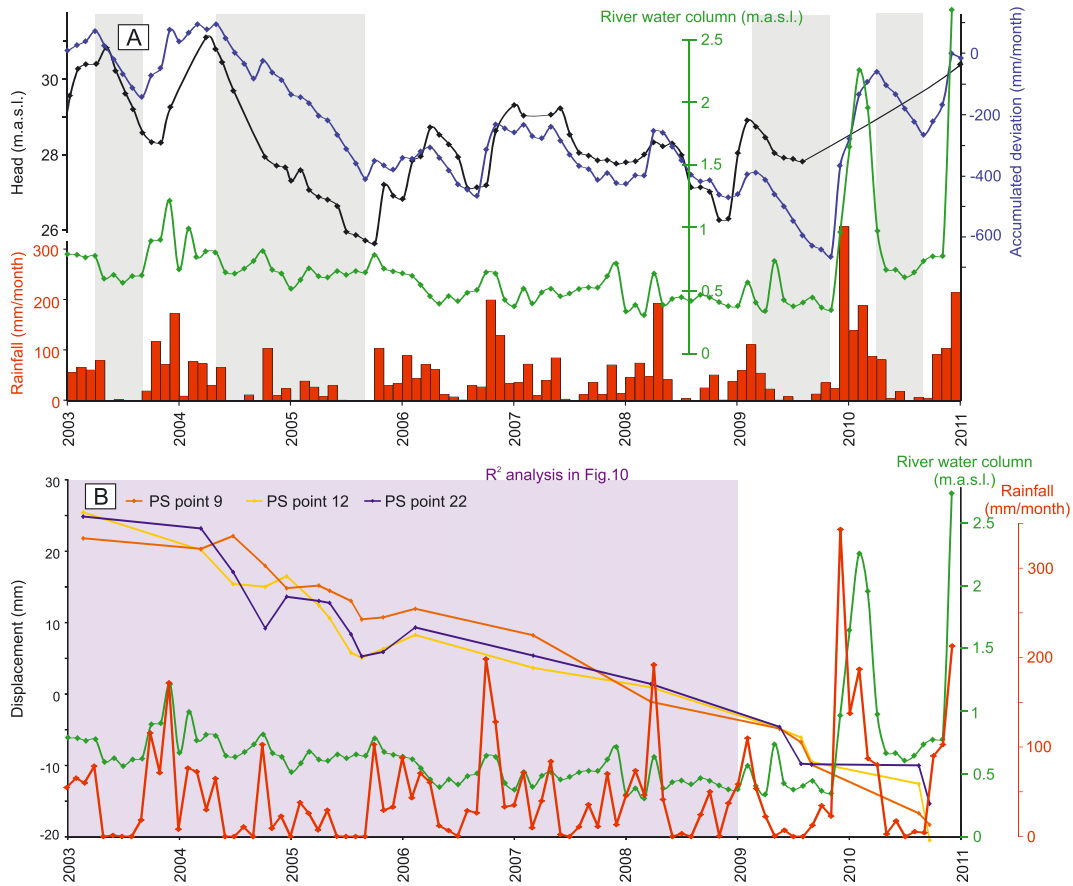 River water column (m.a.s.l.)
A
Head (m.a.s.l.)
30
28
26
2.5
2
1.5
1
0.5
0
0
-200
-400
-600
Accumulated deviation (mm/month)
Rainfall (mm/month)
300
200
100
0
2003 2004 2005 2006 2007 2008 2009 2010 2011
R² analysis in Fig.10
River water column
(m.a.s.l.)
Rainfall
(mm/month)
B
PS point 9 PS point 12 PS point 22
Displacement (mm)
30
20
10
0
-10
-20
2.5
2
1.5
1
0.5
0
300
200
100
0
2003 2004 2005 2006 2007 2008 2009 2010 2011